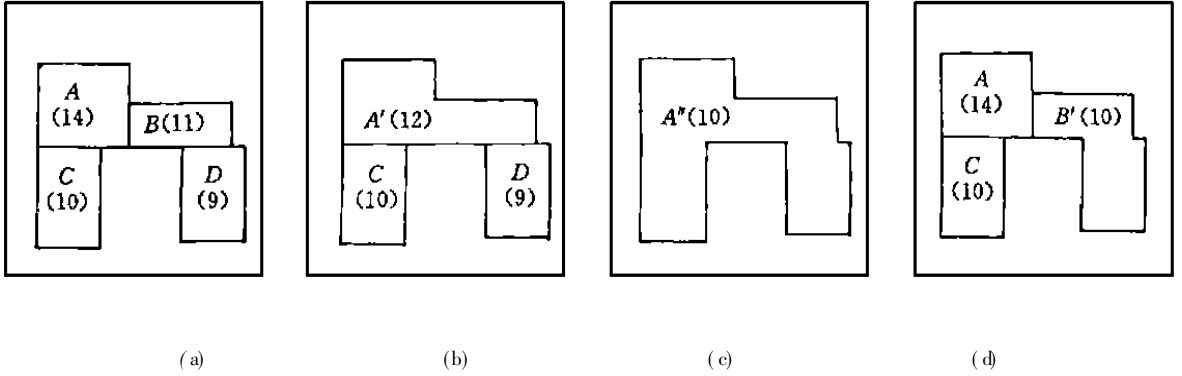 A
(14)
B(11)
C
(10)
D
(9)
A′(12)
C
(10)
D
(9)
A″(10)
A
(14)
B′(10)
C
(10)
(a)
(b)
(c)
(d)